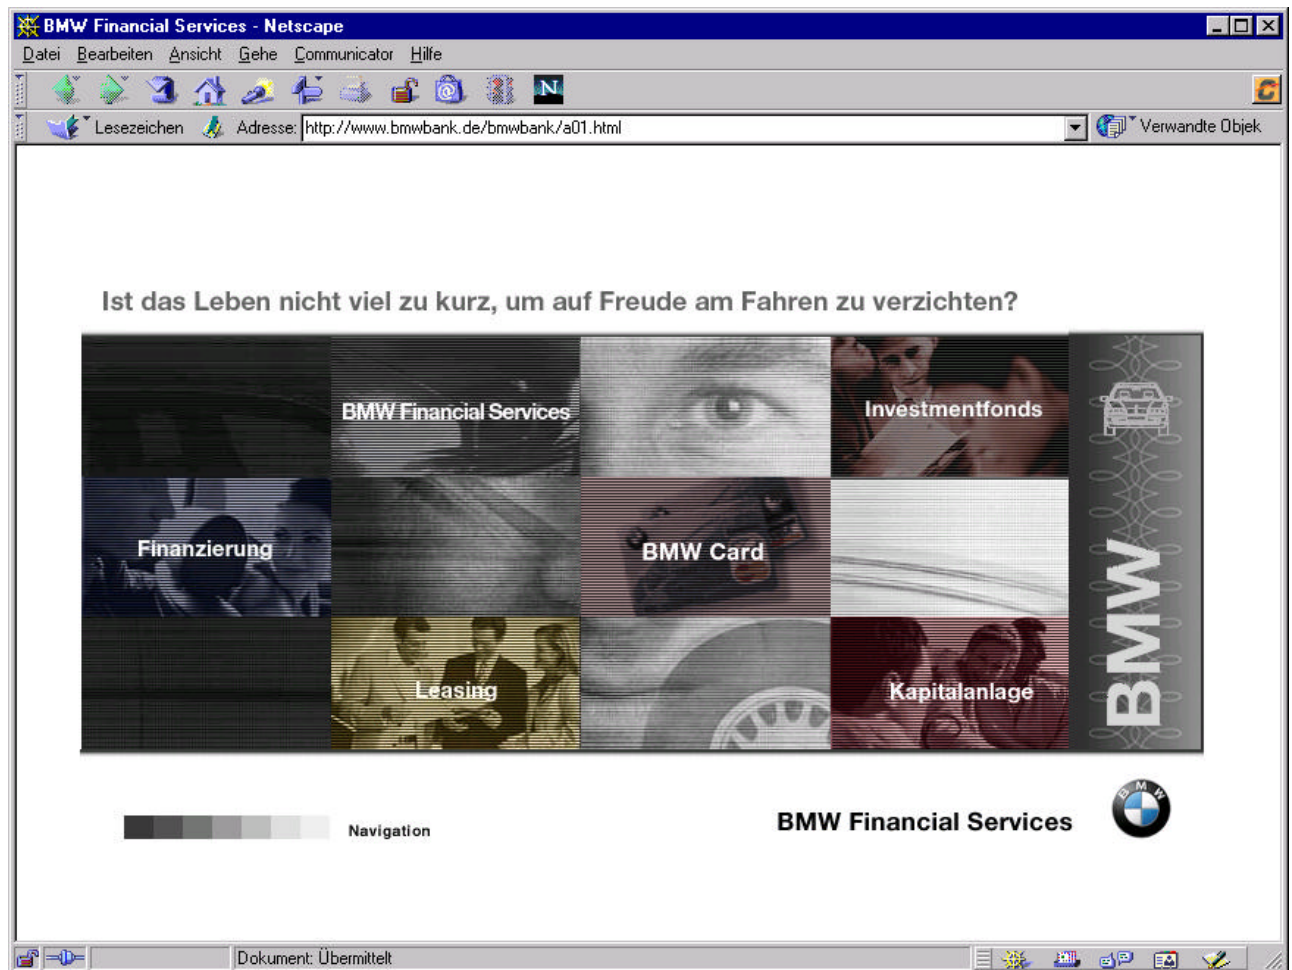 BMW Financial Services - Netscape
Datei Bearbeiten Ansicht Gehe Communicator Hilfe
N
Lesezeichen Adresse: http://www.bmwbank.de/bmwbank/a01.html Verwandte Objek
Ist das Leben nicht viel zu kurz, um auf Freude am Fahren zu verzichten?
BMW Financial Services
Investmentfonds
Finanzierung
BMW Card
Leasing
Kapitalanlage
BMW
Navigation
BMW Financial Services
BMW
Dokument: Übermittelt